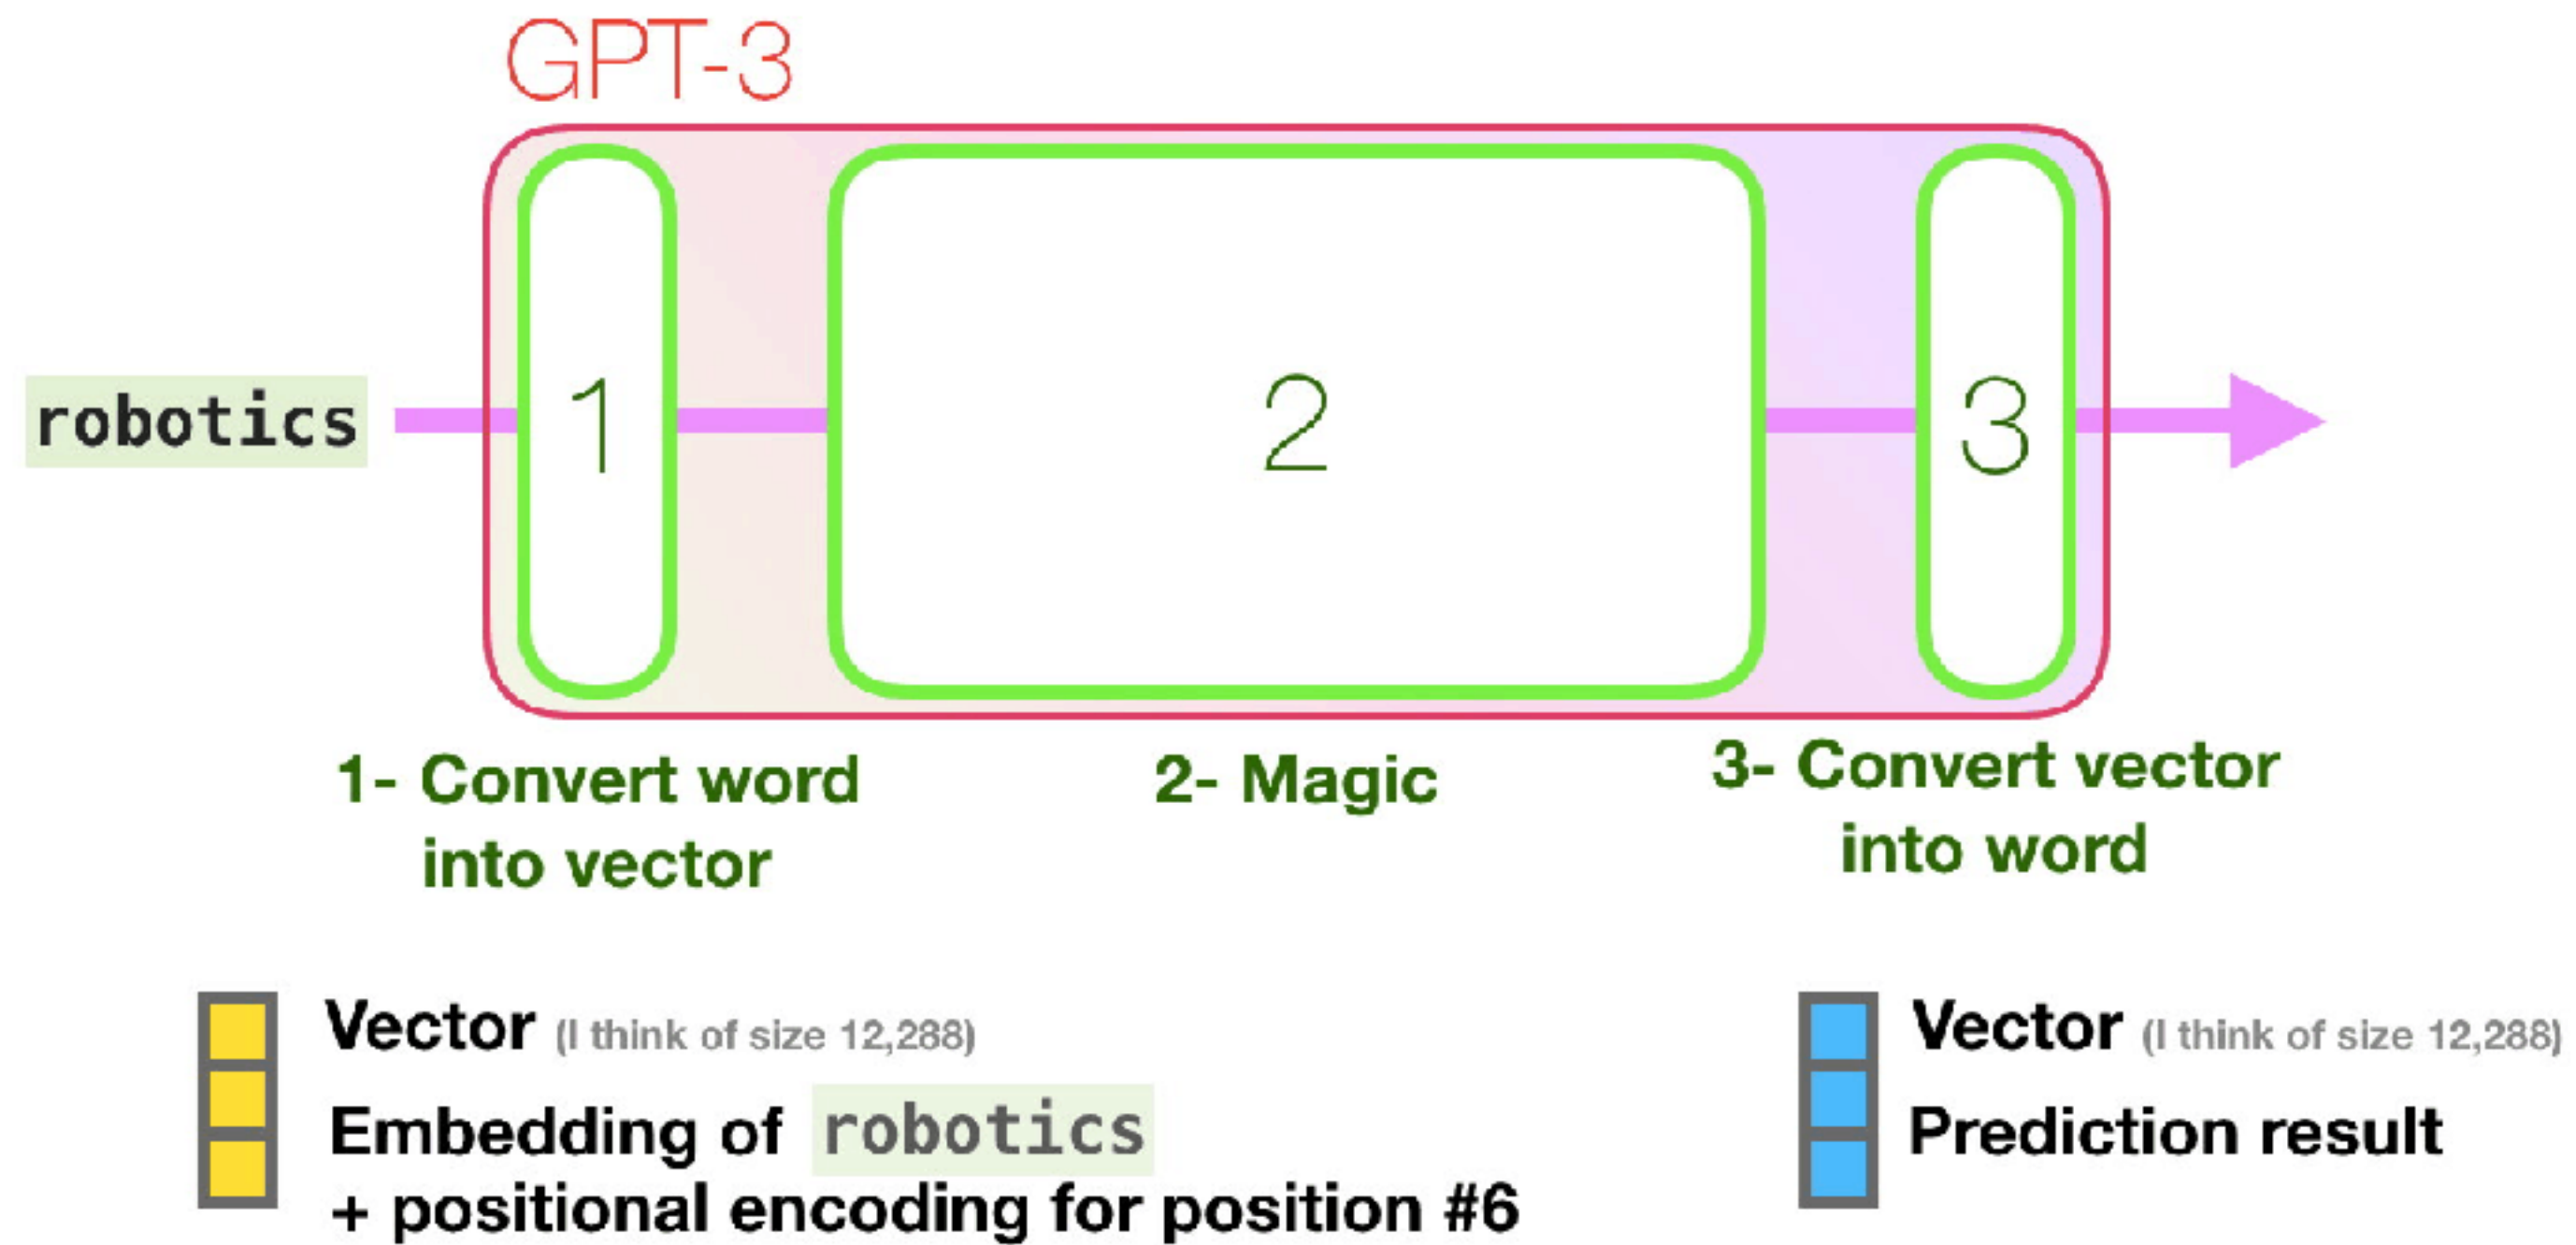 GPT-3
robotics
1
2
3
1- Convert word
into vector
2- Magic
3- Convert vector
into word
Vector (I think of size 12,288)
Embedding of robotics
+ positional encoding for position #6
Vector (I think of size 12,288)
Prediction result